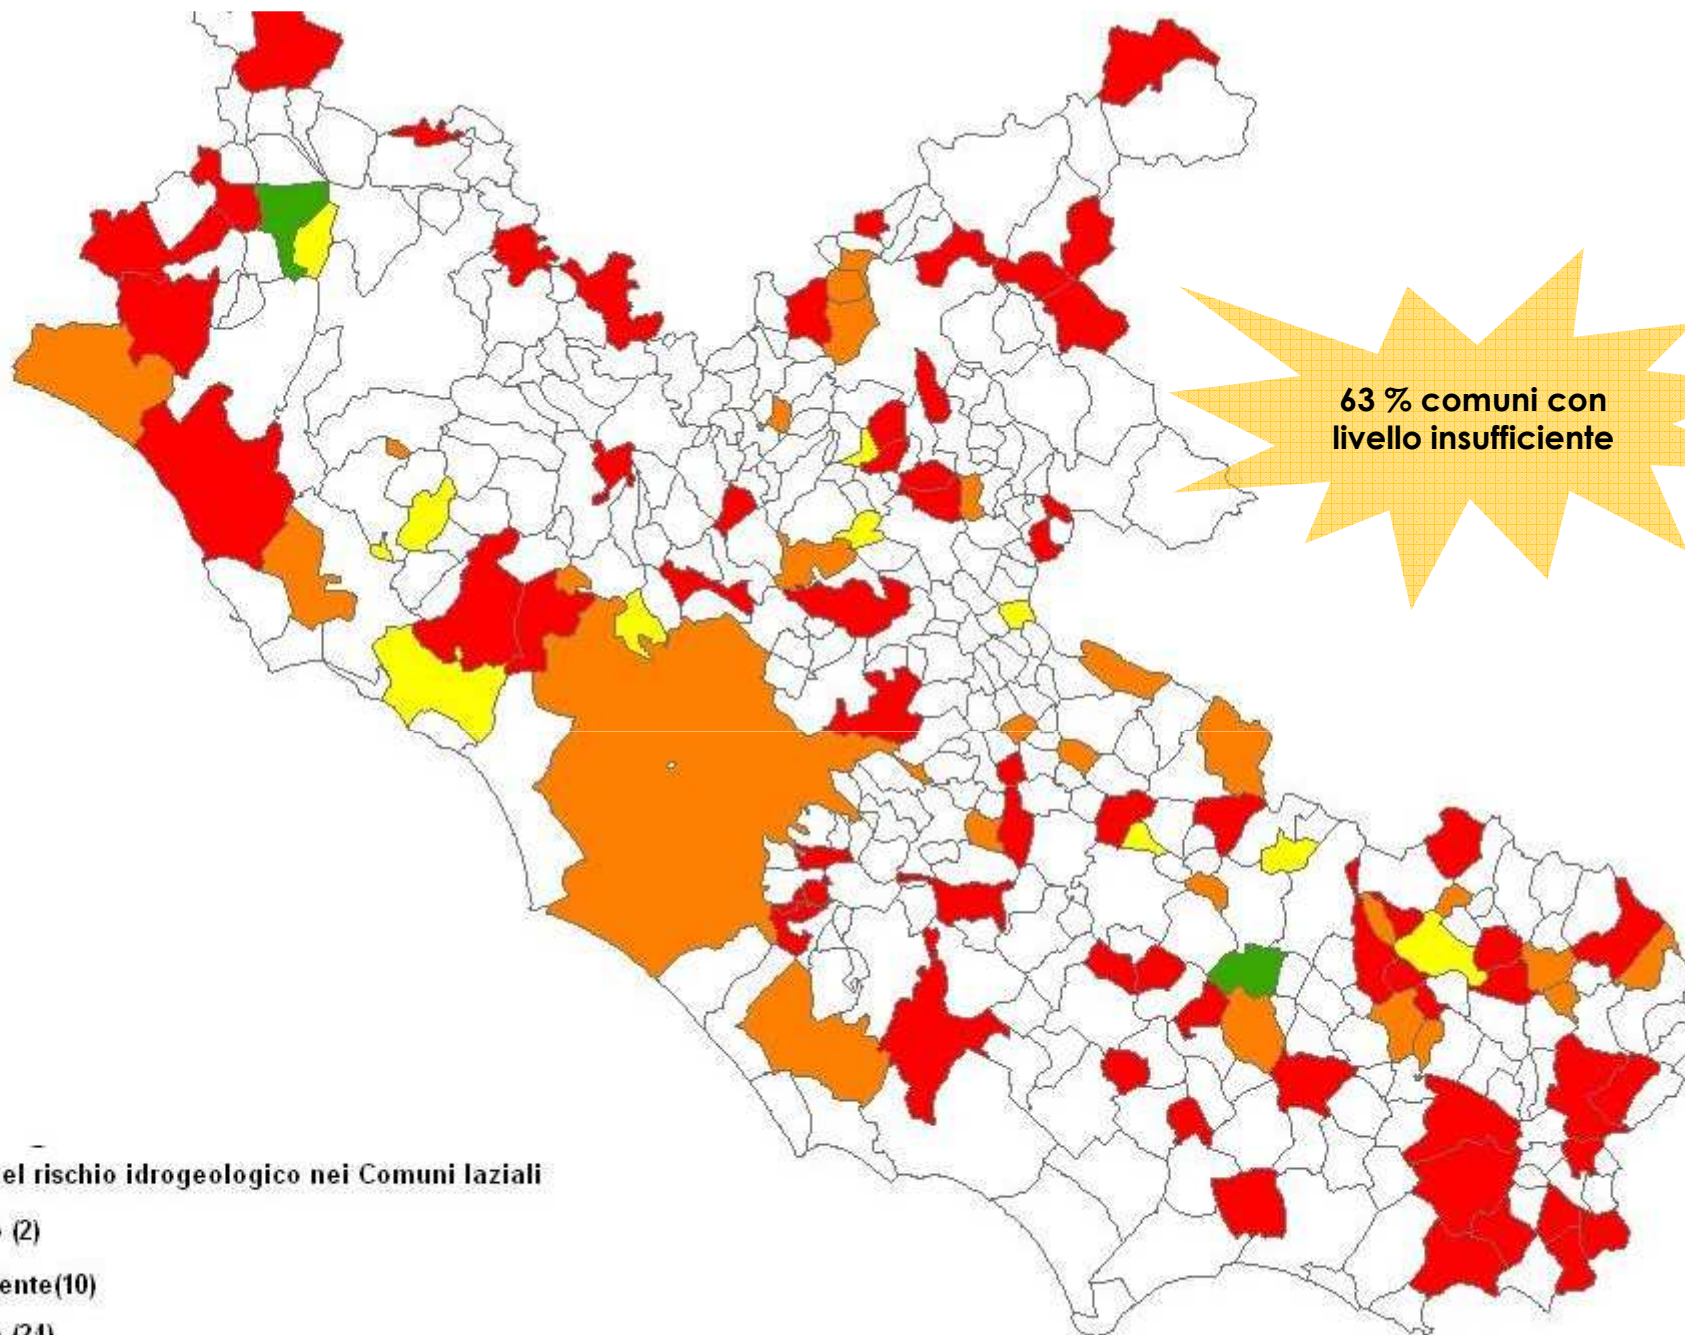 63 % comuni con
livello insufficiente
el rischio idrogeologico nei Comuni laziali
(2)
ente(10)